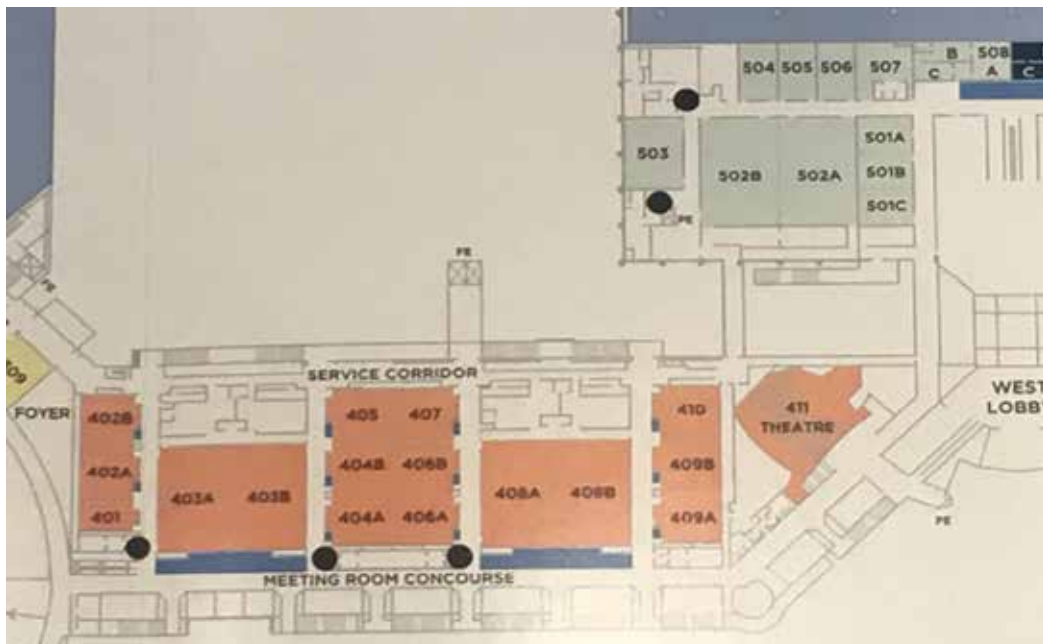 B
508
504
505
506
507
C
A
C
501A
503
502B
502A
501B
501C
PE
FE
FE
SERVICE CORRIDOR
WEST
LOBBY
FOYER
402B
405
407
410
411
THEATRE
402A
404B
406B
409B
403A
403B
408A
408B
401
404A
406A
409A
PE
MEETING ROOM CONCOURSE